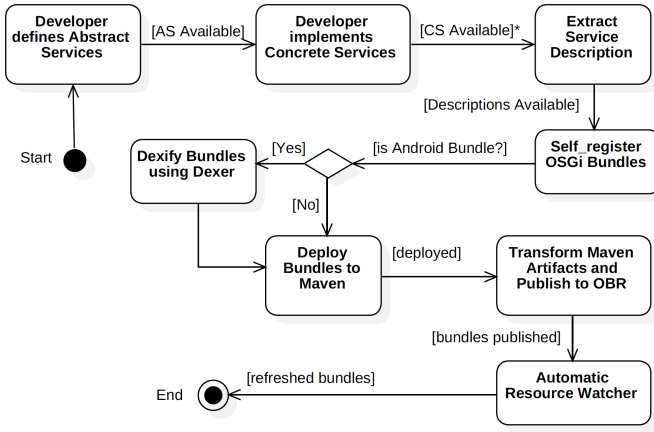 Developer
defines Abstract
Services
[AS Available]
Developer
implements
Concrete Services
[CS Available]*
Extract
Service
Description
[Descriptions Available]
Self_register
OSGi Bundles
[is Android Bundle?]
[Yes]
Dexify Bundles
using Dexer
Start
[No]
Deploy
Bundles to
Maven
[deployed]
Transform Maven
Artifacts and
Publish to OBR
[bundles published]
Automatic
Resource Watcher
[refreshed bundles]
End